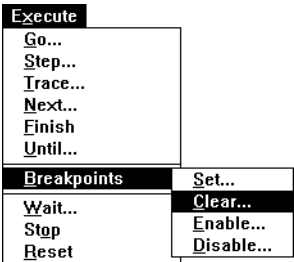 Execute
Go...
Step...
Trace...
Next...
Finish
Until...
Breakpoints
Set...
Clear...
Enable...
Disable...
Wait...
Stop
Reset